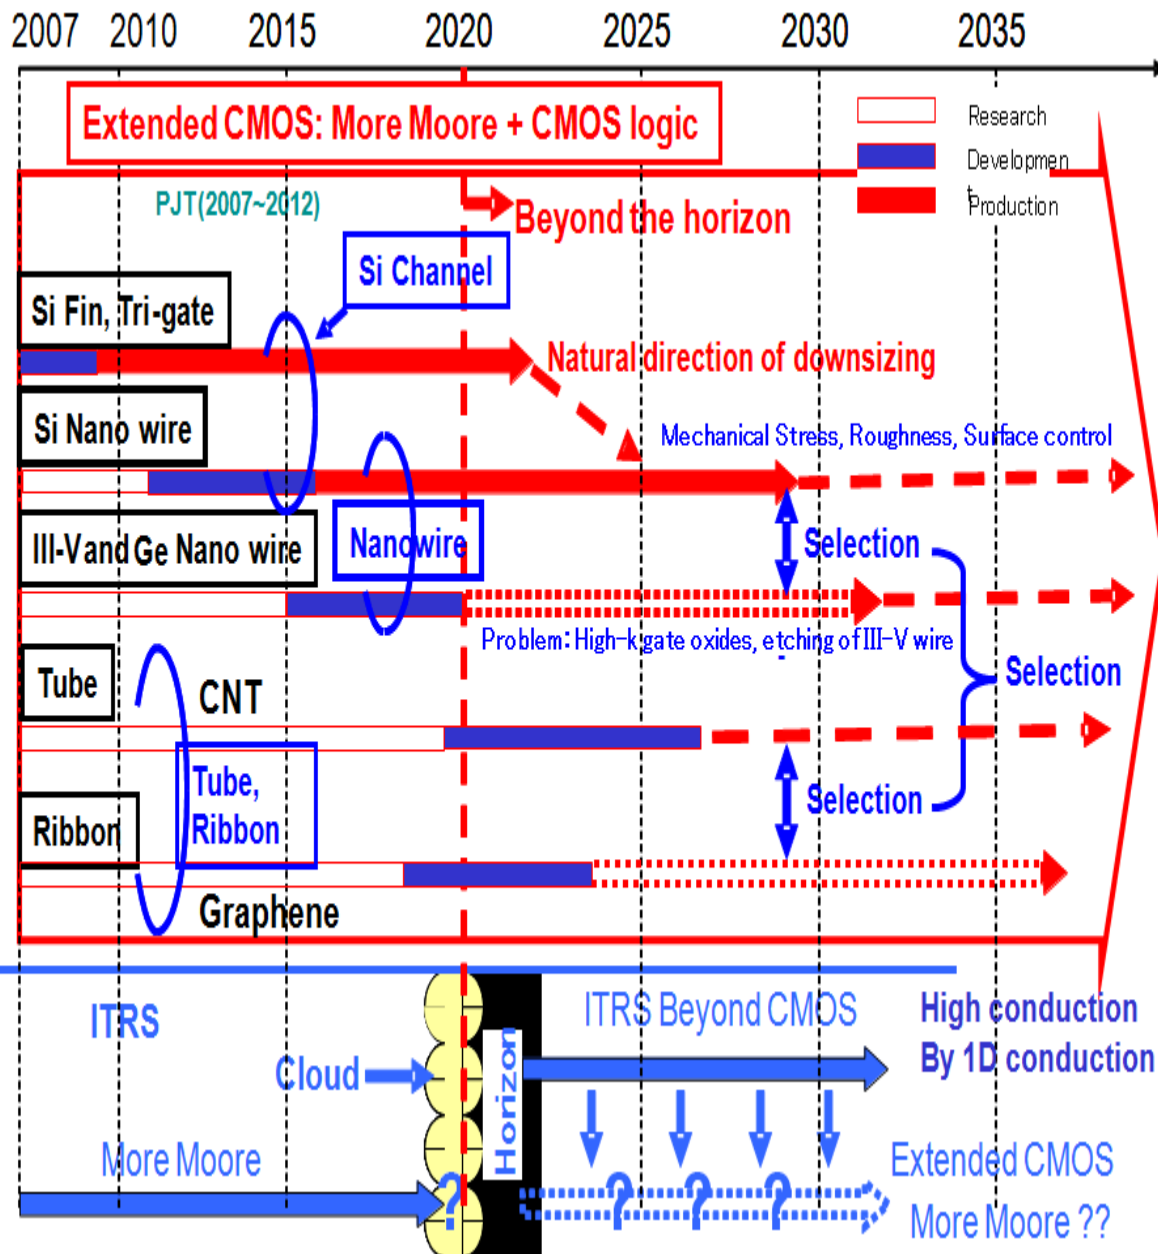 2007 2010 2015 2020 2025 2030 2035
Extended CMOS: More Moore + CMOS logic
Research
Developmen
t
Production
PJT(2007~2012)
Beyond the horizon
Si Channel
Si Fin, Tri-gate
Natural direction of downsizing
Si Nano wire
Mechanical Stress, Roughness, Surface control
III-V and Ge Nano wire
Nanowire
Selection
Problem: High-k gate oxides, etching of III-V wire
Selection
Tube
CNT
Tube,
Ribbon
Selection
Ribbon
Graphene
ITRS
ITRS Beyond CMOS
High conduction
By 1D conduction
Cloud
Horizon
More Moore
?
? ? ?
Extended CMOS
More Moore ??